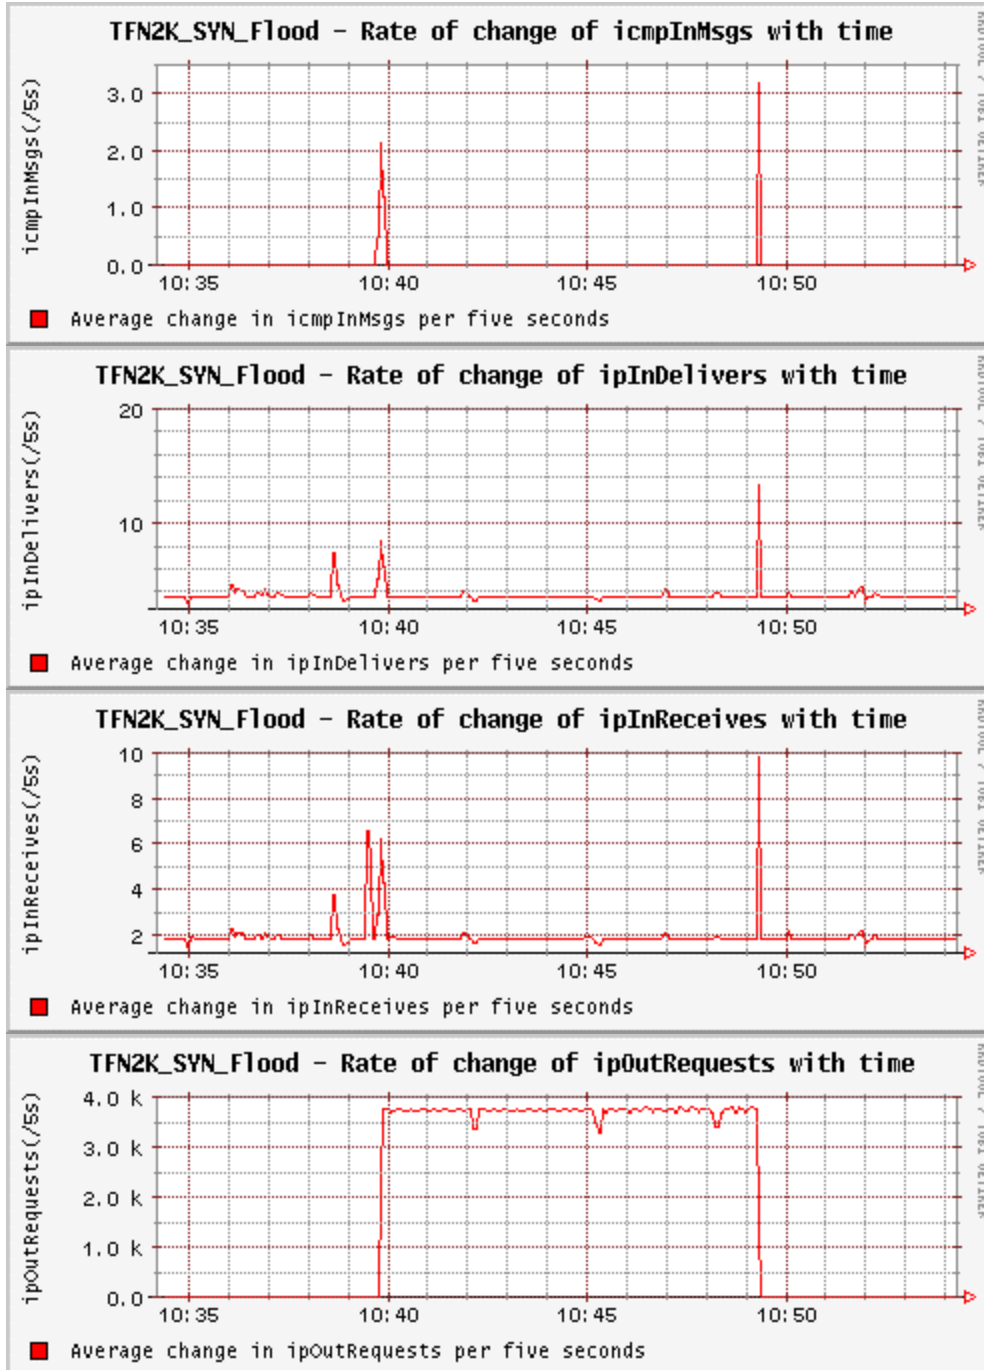 TFN2K_SYN_Flood - Rate of change of icmpInMsgs with time
icmpInMsgs(/5s)
3.0
2.0
1.0
0.0
10:35 10:40 10:45 10:50
Average change in icmpInMsgs per five seconds
TFN2K_SYN_Flood - Rate of change of ipInDelivers with time
ipInDelivers(/5s)
20
10
10:35 10:40 10:45 10:50
Average change in ipInDelivers per five seconds
TFN2K_SYN_Flood - Rate of change of ipInReceives with time
ipInReceives(/5s)
10
8
6
4
2
10:35 10:40 10:45 10:50
Average change in ipInReceives per five seconds
TFN2K_SYN_Flood - Rate of change of ipOutRequests with time
ipOutRequests(/5s)
4.0 k
3.0 k
2.0 k
1.0 k
0.0
10:35 10:40 10:45 10:50
Average change in ipOutRequests per five seconds